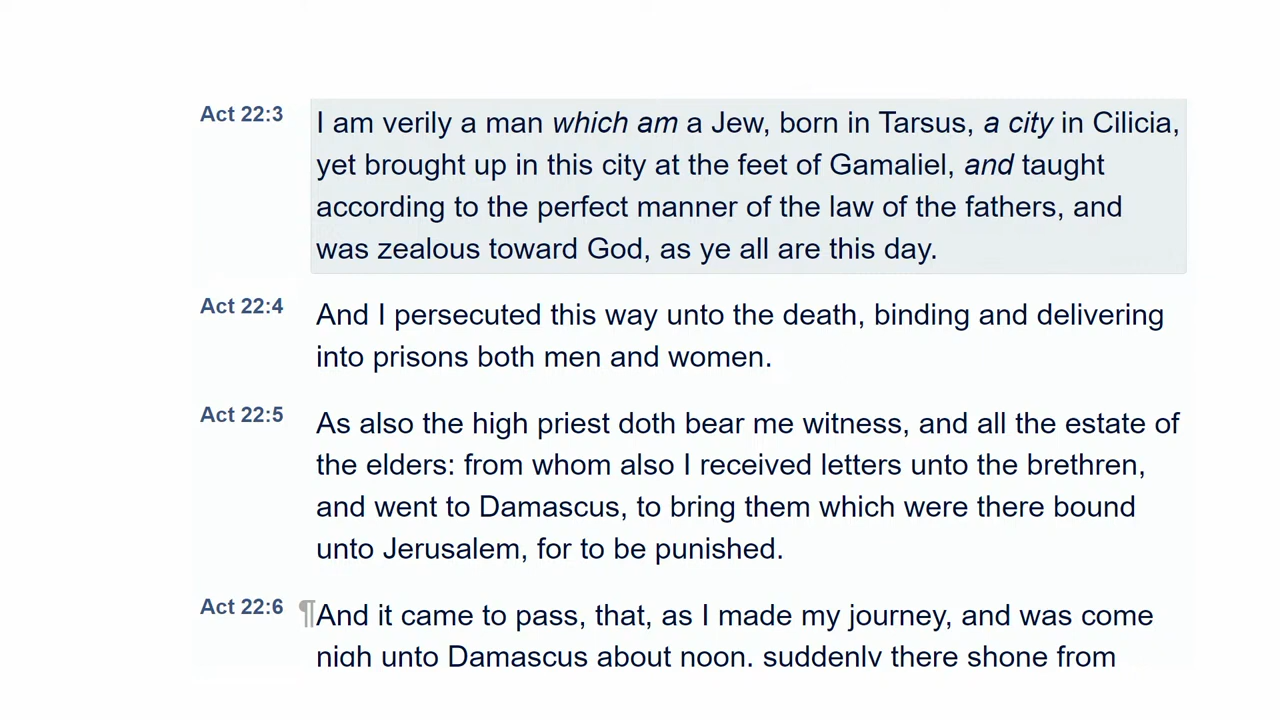 Act 22:3 I am verily a man which am a Jew, born in Tarsus, a city in Cilicia,
yet brought up in this city at the feet of Gamaliel, and taught
according to the perfect manner of the law of the fathers, and
was zealous toward God, as ye all are this day.
Act 22:4 And I persecuted this way unto the death, binding and delivering
into prisons both men and women.
Act 22:5 As also the high priest doth bear me witness, and all the estate of
the elders: from whom also I received letters unto the brethren,
and went to Damascus, to bring them which were there bound
unto Jerusalem, for to be punished.
Act 22:6 ¶And it came to pass, that, as I made my journey, and was come
nigh unto Damascus about noon, suddenly there shone from